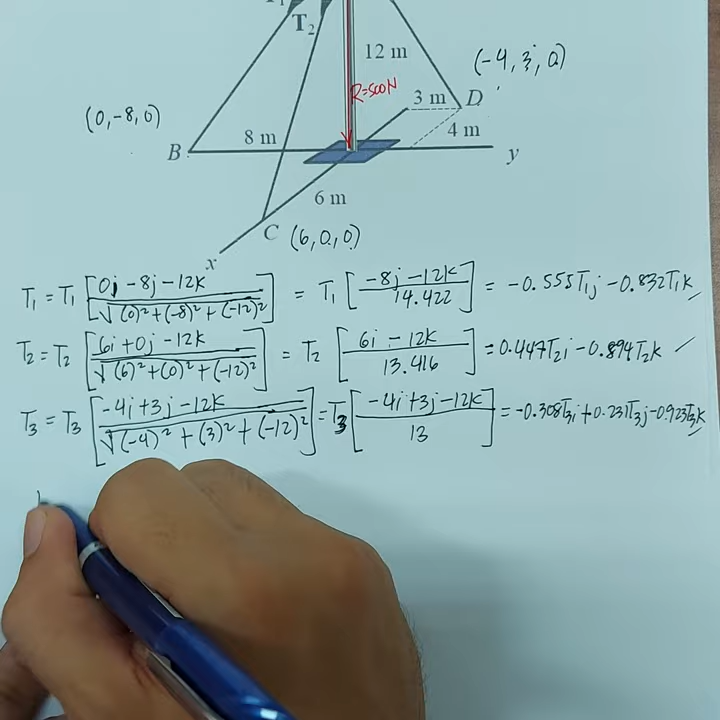 T₁
T₂
12 m
(-4, 3, 0)
R=500N
3 m
D
(0,-8,0)
8 m
4 m
B
y
6 m
C (6,0,0)
x
T₁ = T₁ [0i - 8j - 12k / √(0)²+(-8)²+(-12)²] = T₁ [-8j - 12k / 14.422] = -0.555T₁j - 0.832T₁k
T₂ = T₂ [6i + 0j - 12k / √(6)²+(0)²+(-12)²] = T₂ [6i - 12k / 13.416] = 0.447T₂i - 0.894T₂k
T₃ = T₃ [-4i + 3j - 12k / √(-4)²+(3)²+(-12)²] = T₃ [-4i + 3j - 12k / 13] = -0.308T₃i + 0.231T₃j - 0.923T₃k